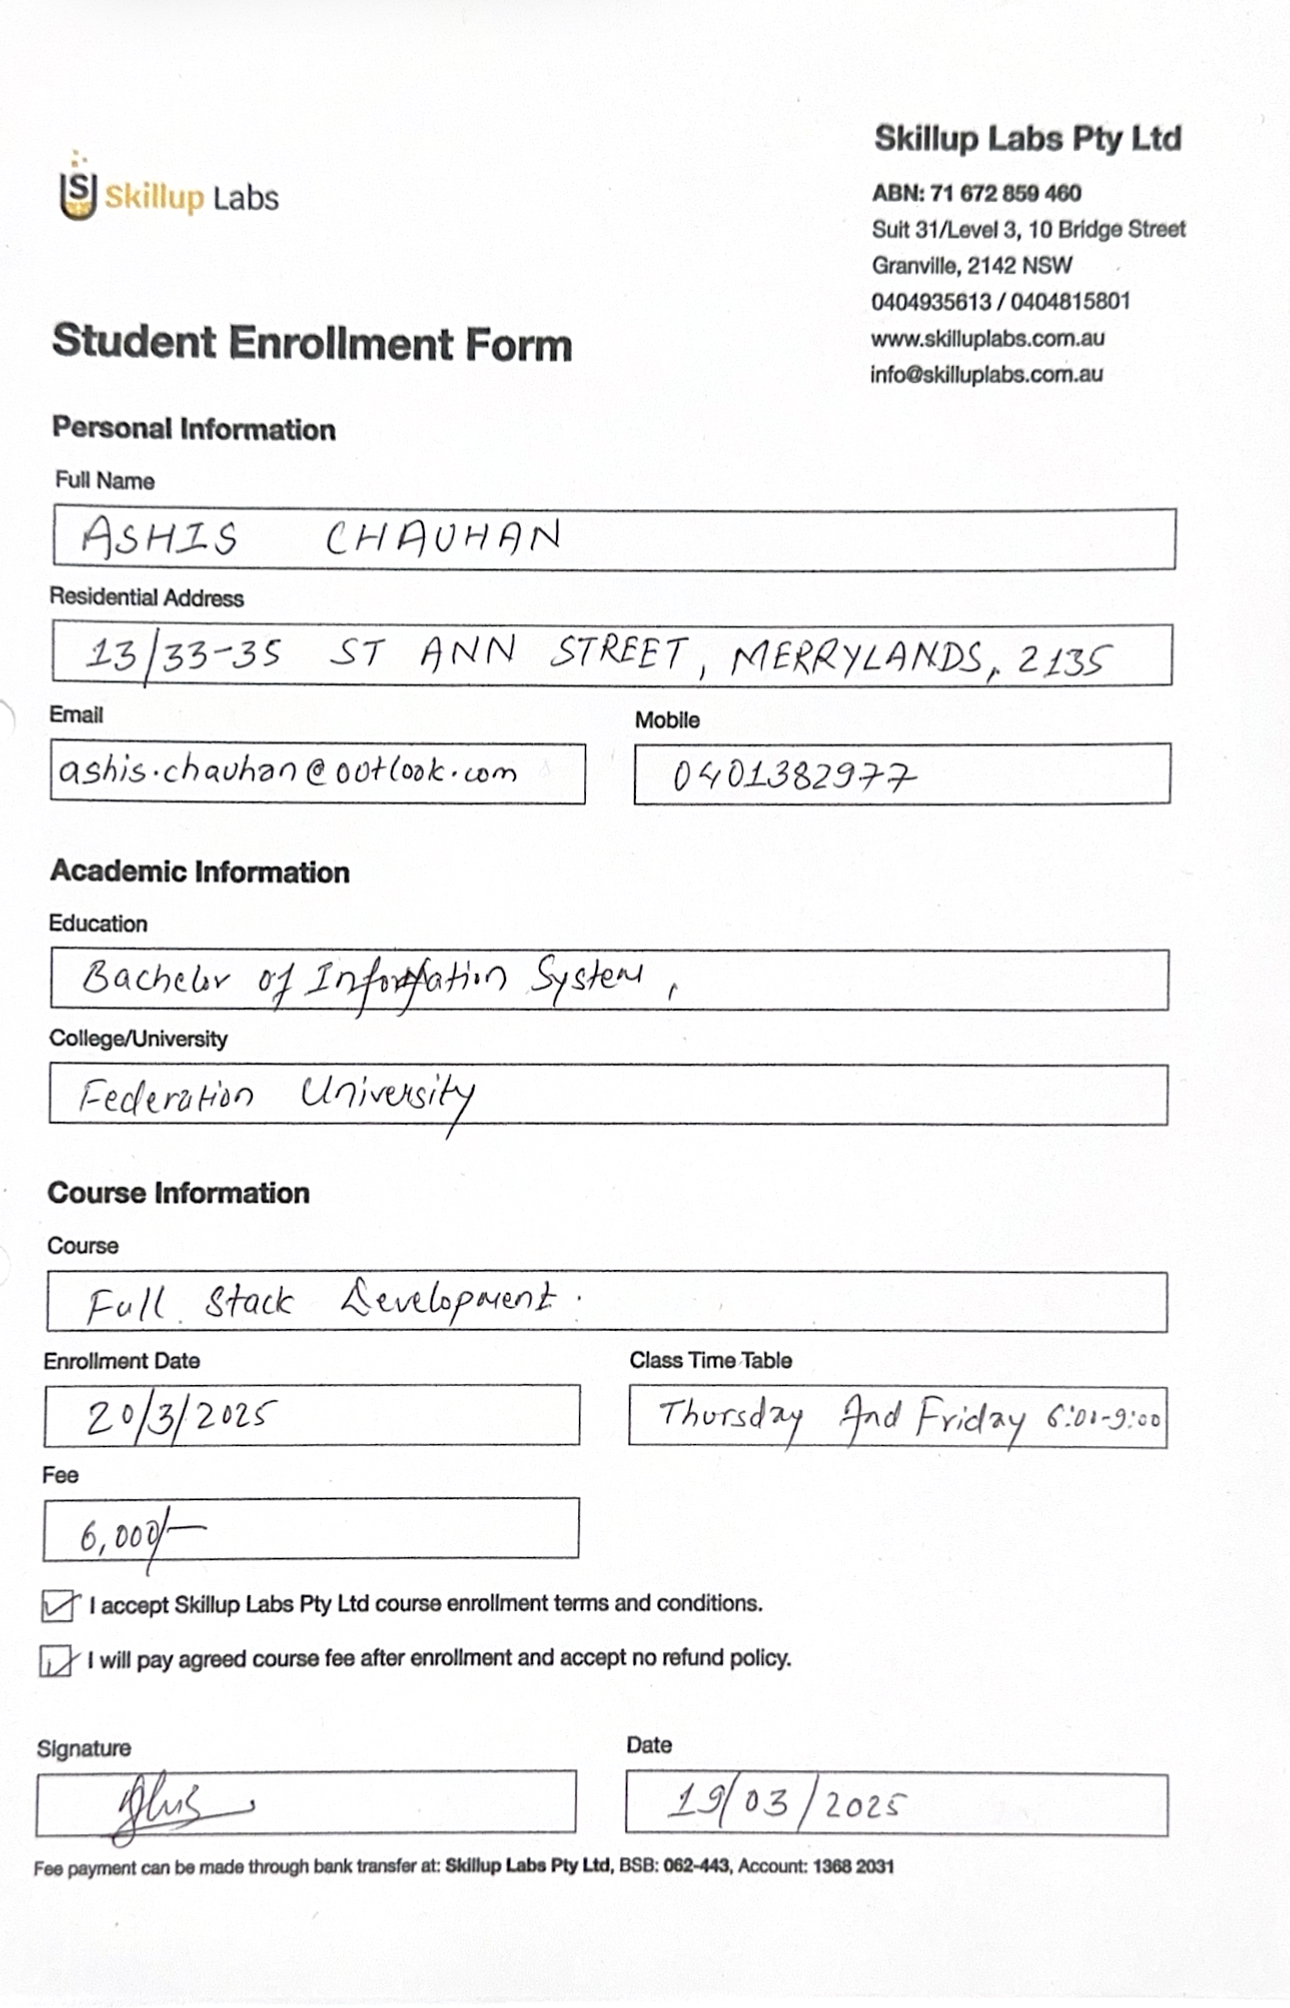 Skillup Labs
Skillup Labs Pty Ltd
ABN: 71 672 859 460
Suit 31/Level 3, 10 Bridge Street
Granville, 2142 NSW
0404935613 / 0404815801
www.skilluplabs.com.au
info@skilluplabs.com.au
Student Enrollment Form
Personal Information
Full Name
ASHIS CHAUHAN
Residential Address
13/33-35 ST ANN STREET, MERRYLANDS, 2135
Email
ashis.chauhan@outlook.com
Mobile
0401382977
Academic Information
Education
Bachelor of Information System,
College/University
Federation University
Course Information
Course
Full Stack Development.
Enrollment Date
20/3/2025
Class Time Table
Thursday And Friday 6:00-9:00
Fee
6,000/-
I accept Skillup Labs Pty Ltd course enrollment terms and conditions.
I will pay agreed course fee after enrollment and accept no refund policy.
Signature
Date
19/03/2025
Fee payment can be made through bank transfer at: Skillup Labs Pty Ltd, BSB: 062-443, Account: 1368 2031